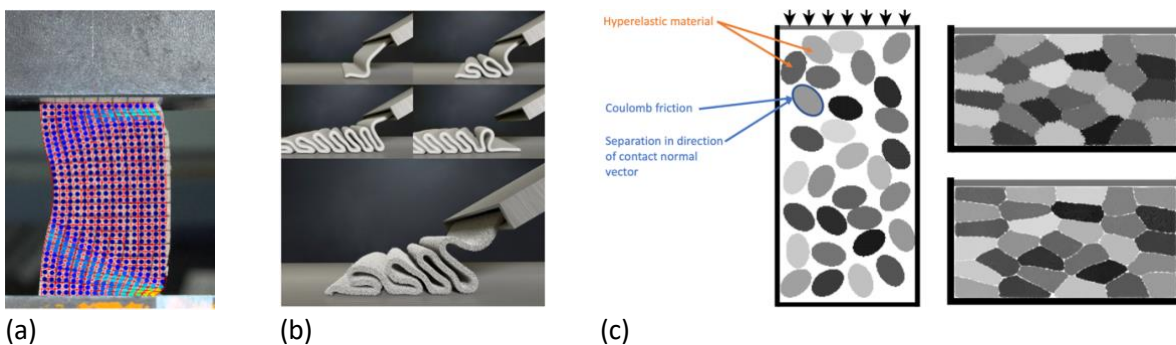 Hyperelastic material
Coulomb friction
Separation in direction
of contact normal
vector
(a)
(b)
(c)